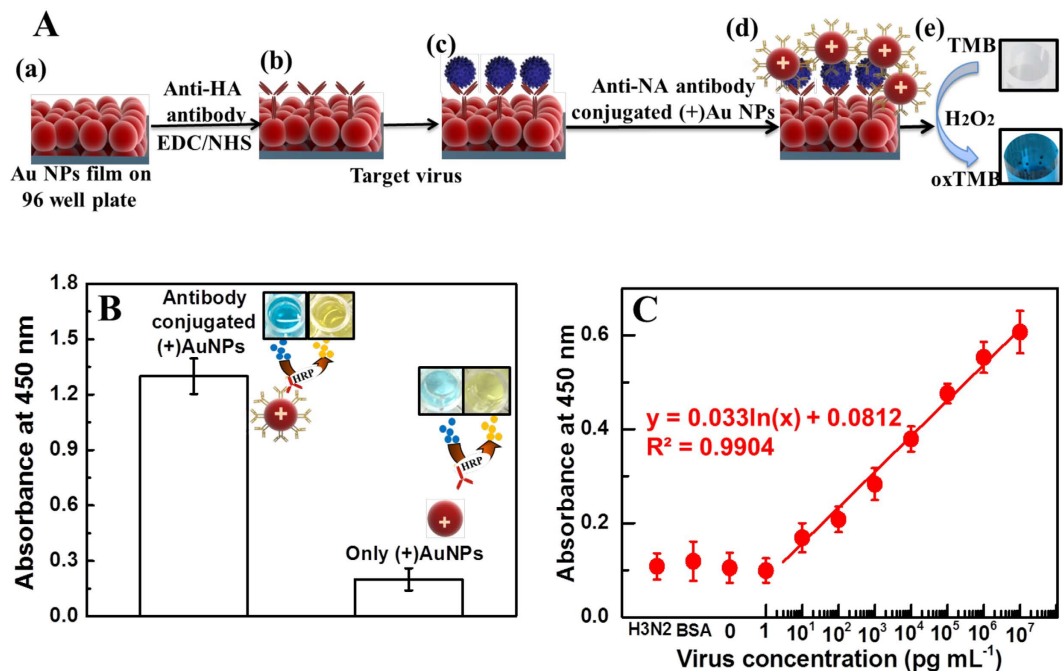 A
(a)
Au NPs film on
96 well plate
Anti-HA
antibody
EDC/NHS
(b)
Target virus
(c)
Anti-NA antibody
conjugated (+)Au NPs
(d)
+ + +
+
(e)
TMB
H₂O₂
oxTMB
B
Absorbance at 450 nm
1.8
1.5
1.2
0.9
0.6
0.3
0.0
Antibody
conjugated
(+)AuNPs
HRP
+
HRP
+
Only (+)AuNPs
C
Absorbance at 450 nm
0.6
0.4
0.2
0.0
y = 0.033ln(x) + 0.0812
R² = 0.9904
H3N2 BSA 0 1 10¹ 10² 10³ 10⁴ 10⁵ 10⁶ 10⁷
Virus concentration (pg mL⁻¹)